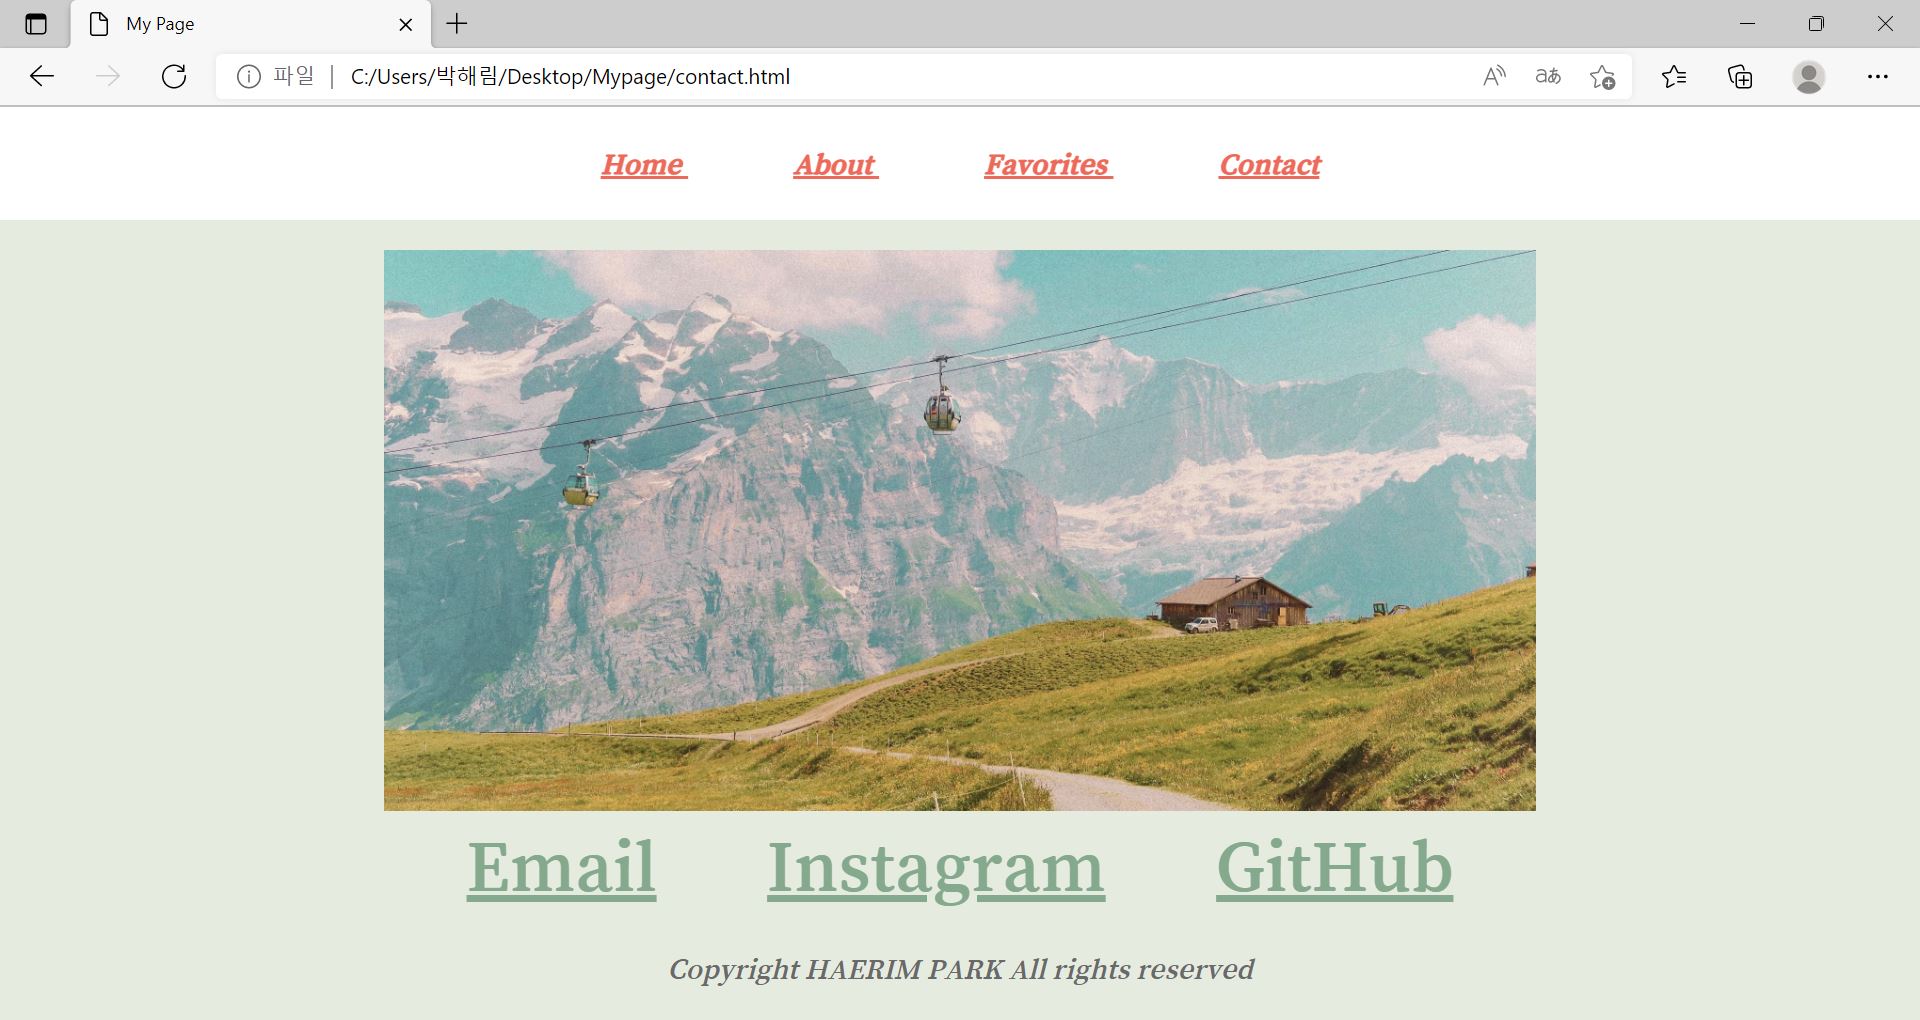 My Page
파일 | C:/Users/박해림/Desktop/Mypage/contact.html
Home About Favorites Contact
Email Instagram GitHub
Copyright HAERIM PARK All rights reserved